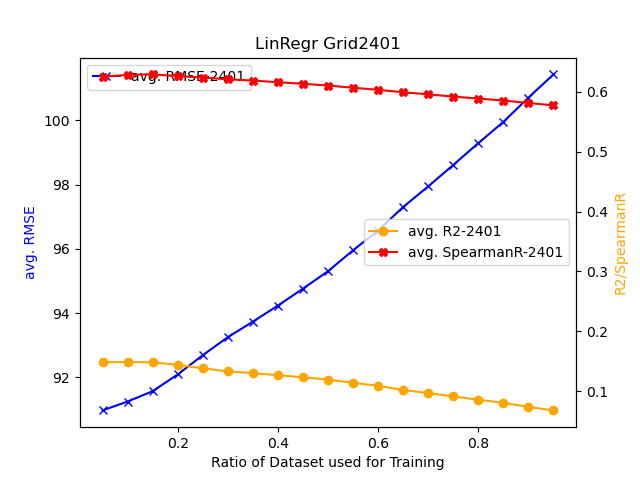 LinRegr Grid2401
avg. RMSE-2401
avg. R2-2401
avg. SpearmanR-2401
100
98
96
94
92
avg. RMSE
0.6
0.5
0.4
0.3
0.2
0.1
R2/SpearmanR
0.2 0.4 0.6 0.8
Ratio of Dataset used for Training